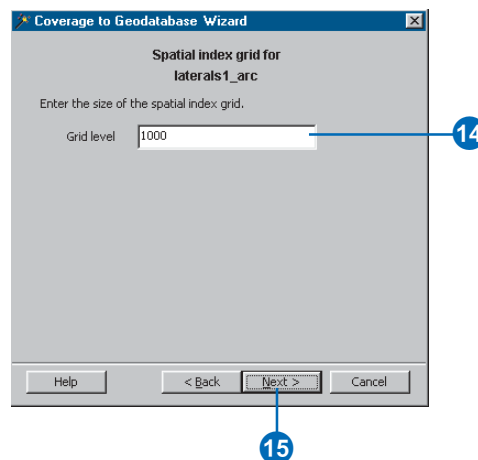 Coverage to Geodatabase Wizard
Spatial index grid for
laterals1_arc
Enter the size of the spatial index grid.
Grid level 1000
14
Help < Back Next > Cancel
15